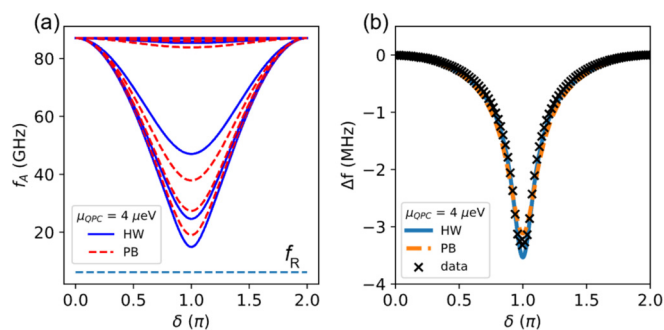 (a)
80
60
40
20
f_A (GHz)
μ_QPC = 4 μeV
HW
PB
f_R
0.0 0.5 1.0 1.5 2.0
δ (π)
(b)
0
−1
−2
−3
−4
Δf (MHz)
μ_QPC = 4 μeV
HW
PB
data
0.0 0.5 1.0 1.5 2.0
δ (π)